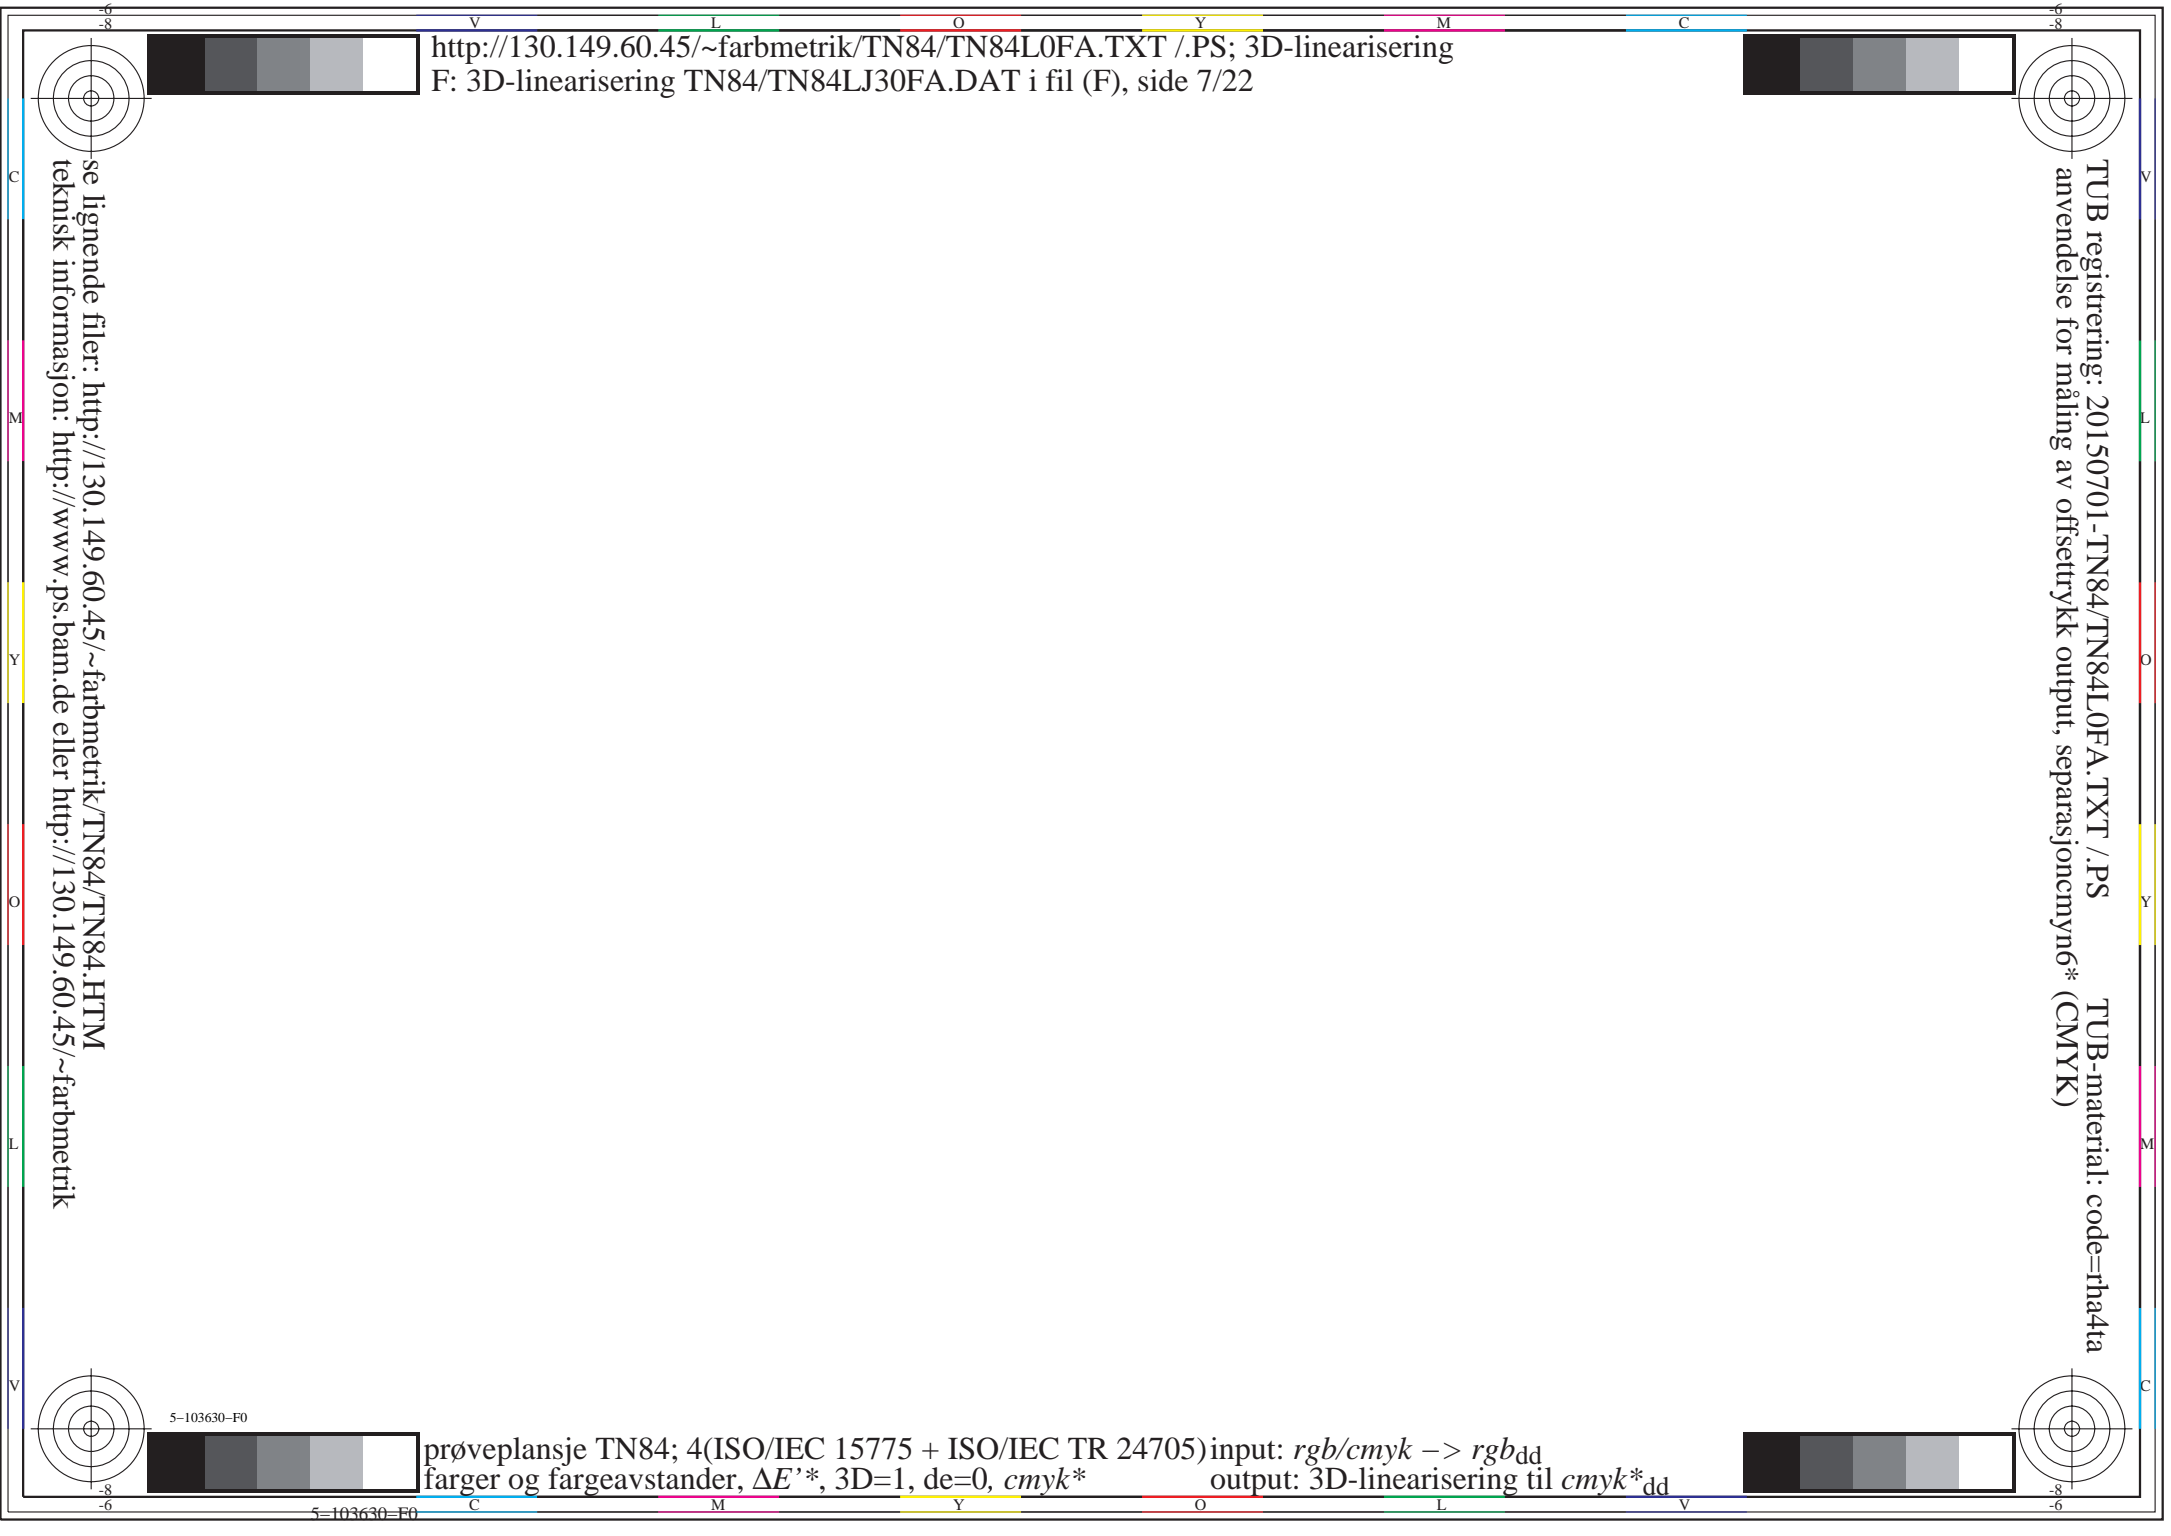 -6
-8
V
L
O
Y
M
C
-6
-8
http://130.149.60.45/~farbmetrik/TN84/TN84L0FA.TXT /.PS; 3D-linearisering
F: 3D-linearisering TN84/TN84LJ30FA.DAT i fil (F), side 7/22
se lignende filer: http://130.149.60.45/~farbmetrik/TN84/TN84.HTM
teknisk informasjon: http://www.ps.bam.de eller http://130.149.60.45/~farbmetrik
TUB registrering: 20150701-TN84/TN84L0FA.TXT /.PS
TUB-material: code=rha4ta
anvendelse for måling av offsettrykk output, separasjoncmyn6* (CMYK)
C
M
Y
O
L
V
V
L
O
Y
M
C
5-103630-F0
prøveplansje TN84; 4(ISO/IEC 15775 + ISO/IEC TR 24705)
farger og fargeavstander, ΔE'*, 3D=1, de=0, cmyk*
input: rgb/cmyk -> rgbdd
output: 3D-linearisering til cmyk*dd
-8
-6
5-103630-F0
C
M
Y
O
L
V
-8
-6